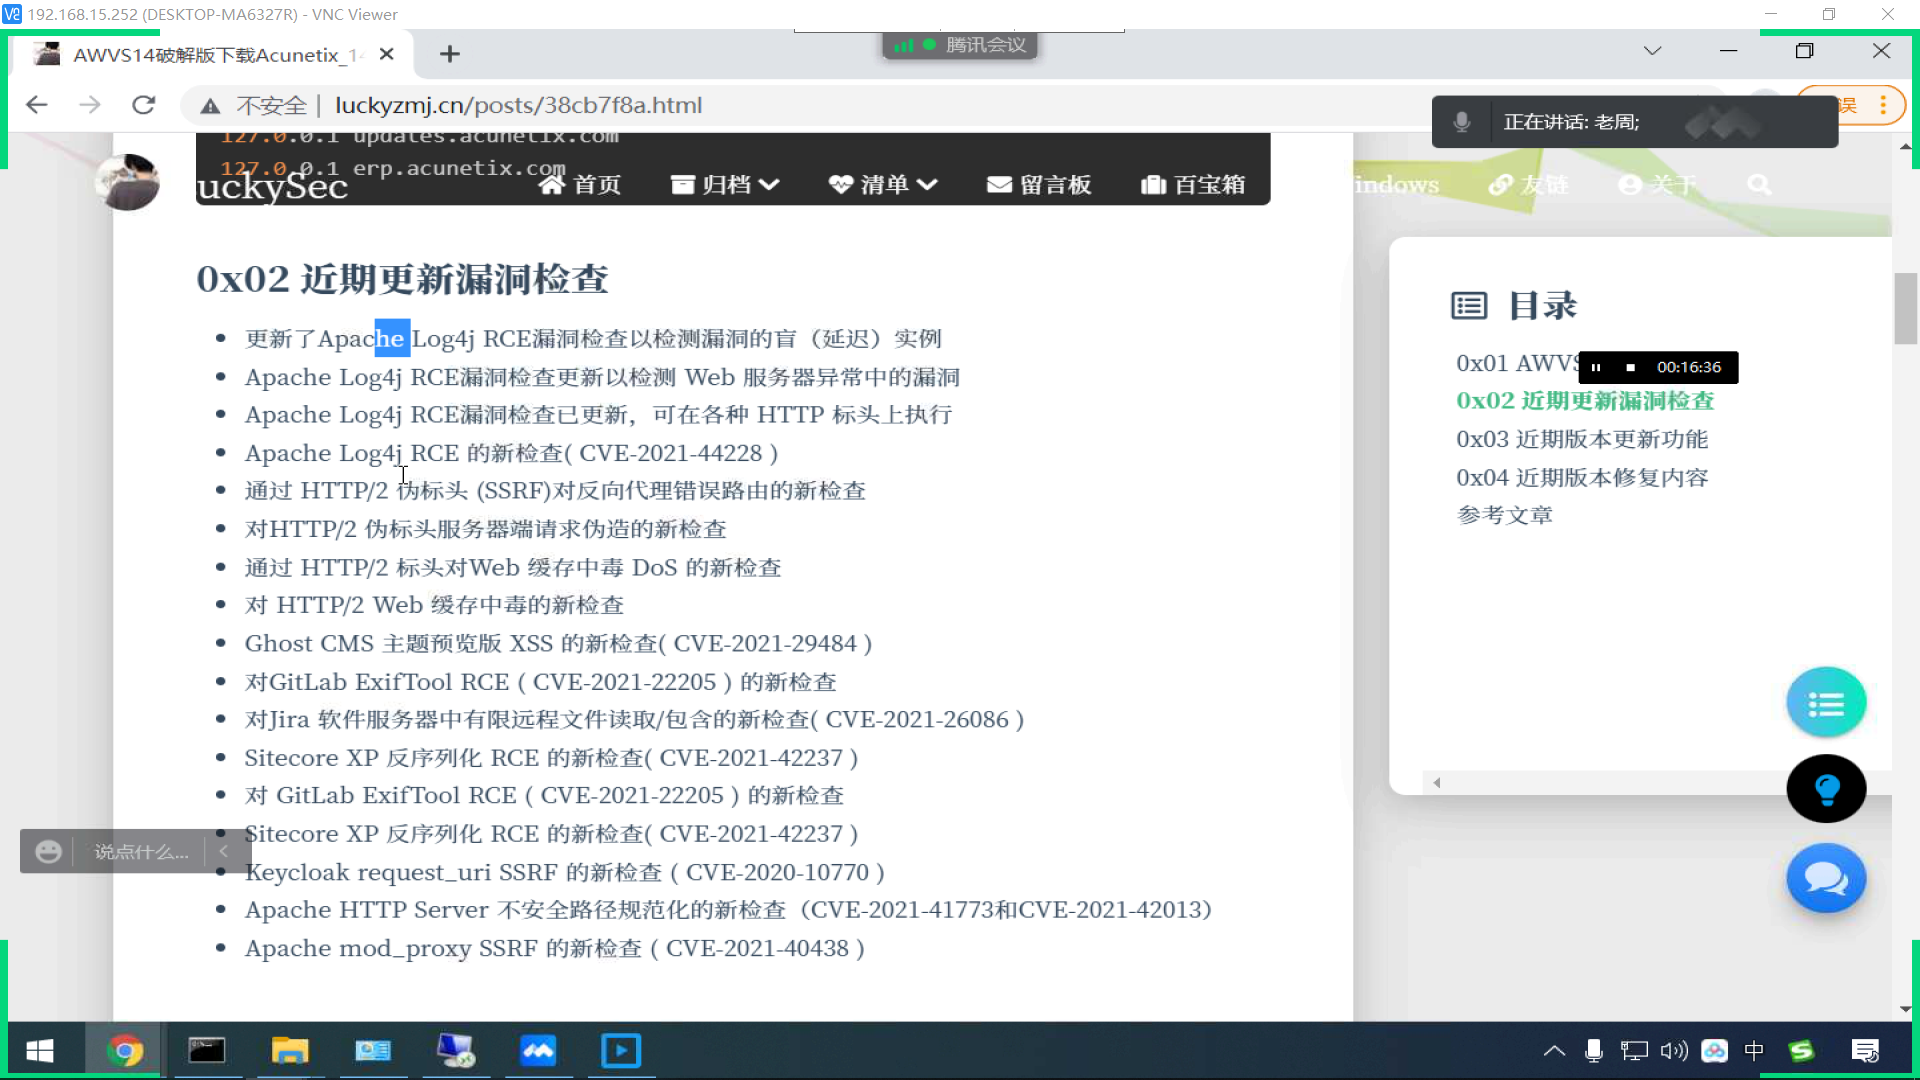 192.168.15.252 (DESKTOP-MA6327R) - VNC Viewer
AWVS14破解版下载Acunetix_14
腾讯会议
不安全 | luckyzmj.cn/posts/38cb7f8a.html
误
正在讲话: 老周;
127.0.0.1 updates.acunetix.com
127.0.0.1 erp.acunetix.com
uckySec
首页
归档
清单
留言板
百宝箱
indows
友链
关于
0x02 近期更新漏洞检查
更新了Apache Log4j RCE漏洞检查以检测漏洞的盲（延迟）实例
Apache Log4j RCE漏洞检查更新以检测 Web 服务器异常中的漏洞
Apache Log4j RCE漏洞检查已更新，可在各种 HTTP 标头上执行
Apache Log4j RCE 的新检查( CVE-2021-44228 )
通过 HTTP/2 伪标头 (SSRF)对反向代理错误路由的新检查
对HTTP/2 伪标头服务器端请求伪造的新检查
通过 HTTP/2 标头对Web 缓存中毒 DoS 的新检查
对 HTTP/2 Web 缓存中毒的新检查
Ghost CMS 主题预览版 XSS 的新检查( CVE-2021-29484 )
对GitLab ExifTool RCE ( CVE-2021-22205 ) 的新检查
对Jira 软件服务器中有限远程文件读取/包含的新检查( CVE-2021-26086 )
Sitecore XP 反序列化 RCE 的新检查( CVE-2021-42237 )
对 GitLab ExifTool RCE ( CVE-2021-22205 ) 的新检查
Sitecore XP 反序列化 RCE 的新检查( CVE-2021-42237 )
Keycloak request_uri SSRF 的新检查 ( CVE-2020-10770 )
Apache HTTP Server 不安全路径规范化的新检查（CVE-2021-41773和CVE-2021-42013）
Apache mod_proxy SSRF 的新检查 ( CVE-2021-40438 )
目录
0x01 AWVS
00:16:36
0x02 近期更新漏洞检查
0x03 近期版本更新功能
0x04 近期版本修复内容
参考文章
说点什么...
中